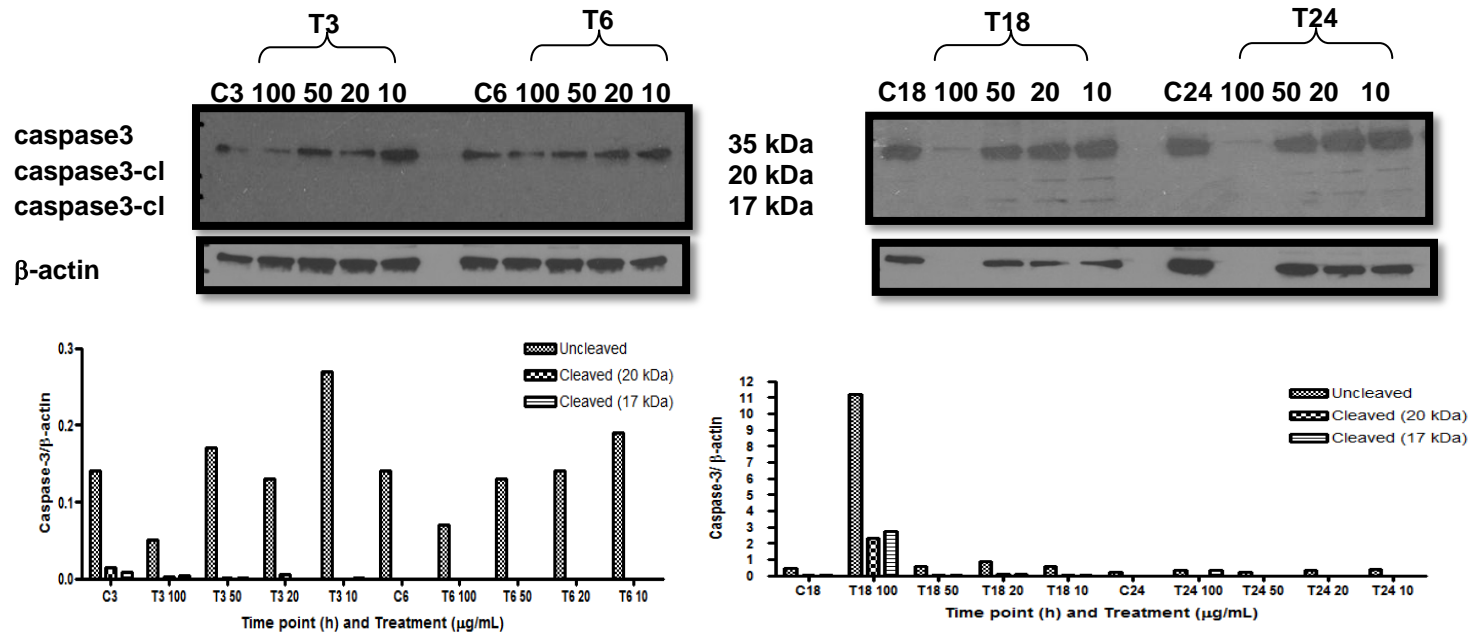 T3 T6 T18 T24
C3 100 50 20 10 C6 100 50 20 10 C18 100 50 20 10 C24 100 50 20 10
caspase3 35 kDa
caspase3-cl 20 kDa
caspase3-cl 17 kDa
β-actin
0.3
0.2
0.1
0.0
Caspase-3/β-actin
Uncleaved
Cleaved (20 kDa)
Cleaved (17 kDa)
C3 T3 100 T3 50 T3 20 T3 10 C6 T6 100 T6 50 T6 20 T6 10
Time point (h) and Treatment (µg/mL)
12
11
10
9
8
7
6
5
4
3
2
1
0
Caspase-3/ β-actin
Uncleaved
Cleaved (20 kDa)
Cleaved (17 kDa)
C18 T18 100 T18 50 T18 20 T18 10 C24 T24 100 T24 50 T24 20 T24 10
Time point (h) and Treatment (µg/mL)